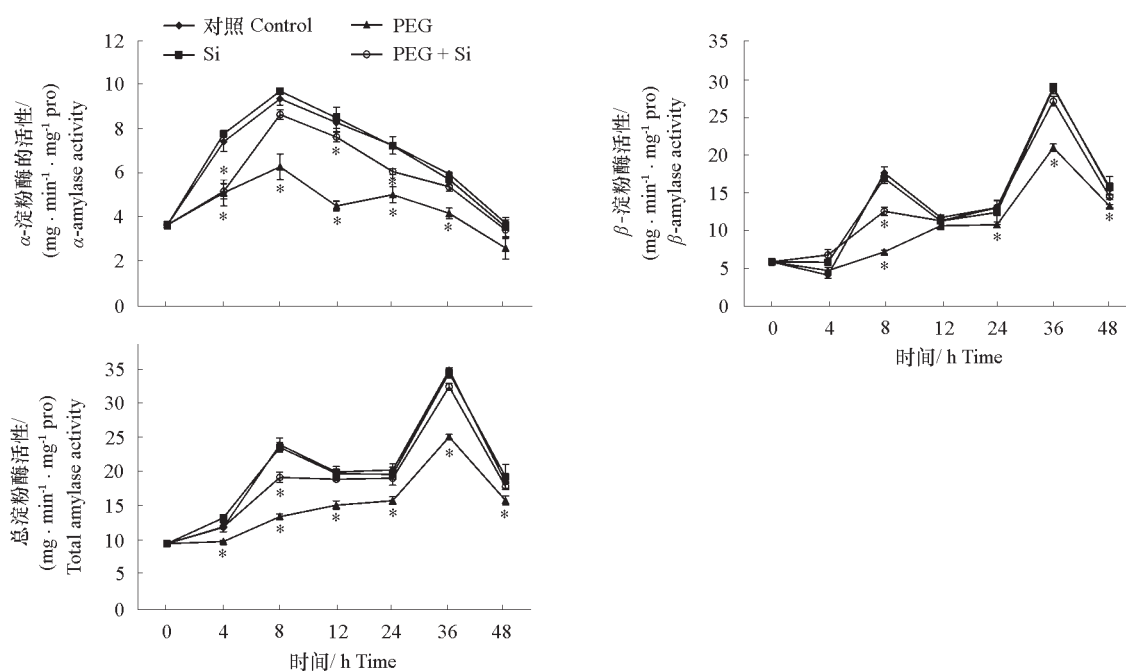 对照 Control
PEG
Si
PEG + Si
12
10
8
6
4
2
0
α-淀粉酶的活性/
(mg · min⁻¹ · mg⁻¹ pro)
α-amylase activity
*
*
*
*
*
*
*
*
35
30
25
20
15
10
5
0
β-淀粉酶活性/
(mg · min⁻¹ · mg⁻¹ pro)
β-amylase activity
*
*
*
*
*
0 4 8 12 24 36 48
时间/ h Time
35
30
25
20
15
10
5
0
总淀粉酶活性/
(mg · min⁻¹ · mg⁻¹ pro)
Total amylase activity
*
*
*
*
*
*
*
0 4 8 12 24 36 48
时间/ h Time